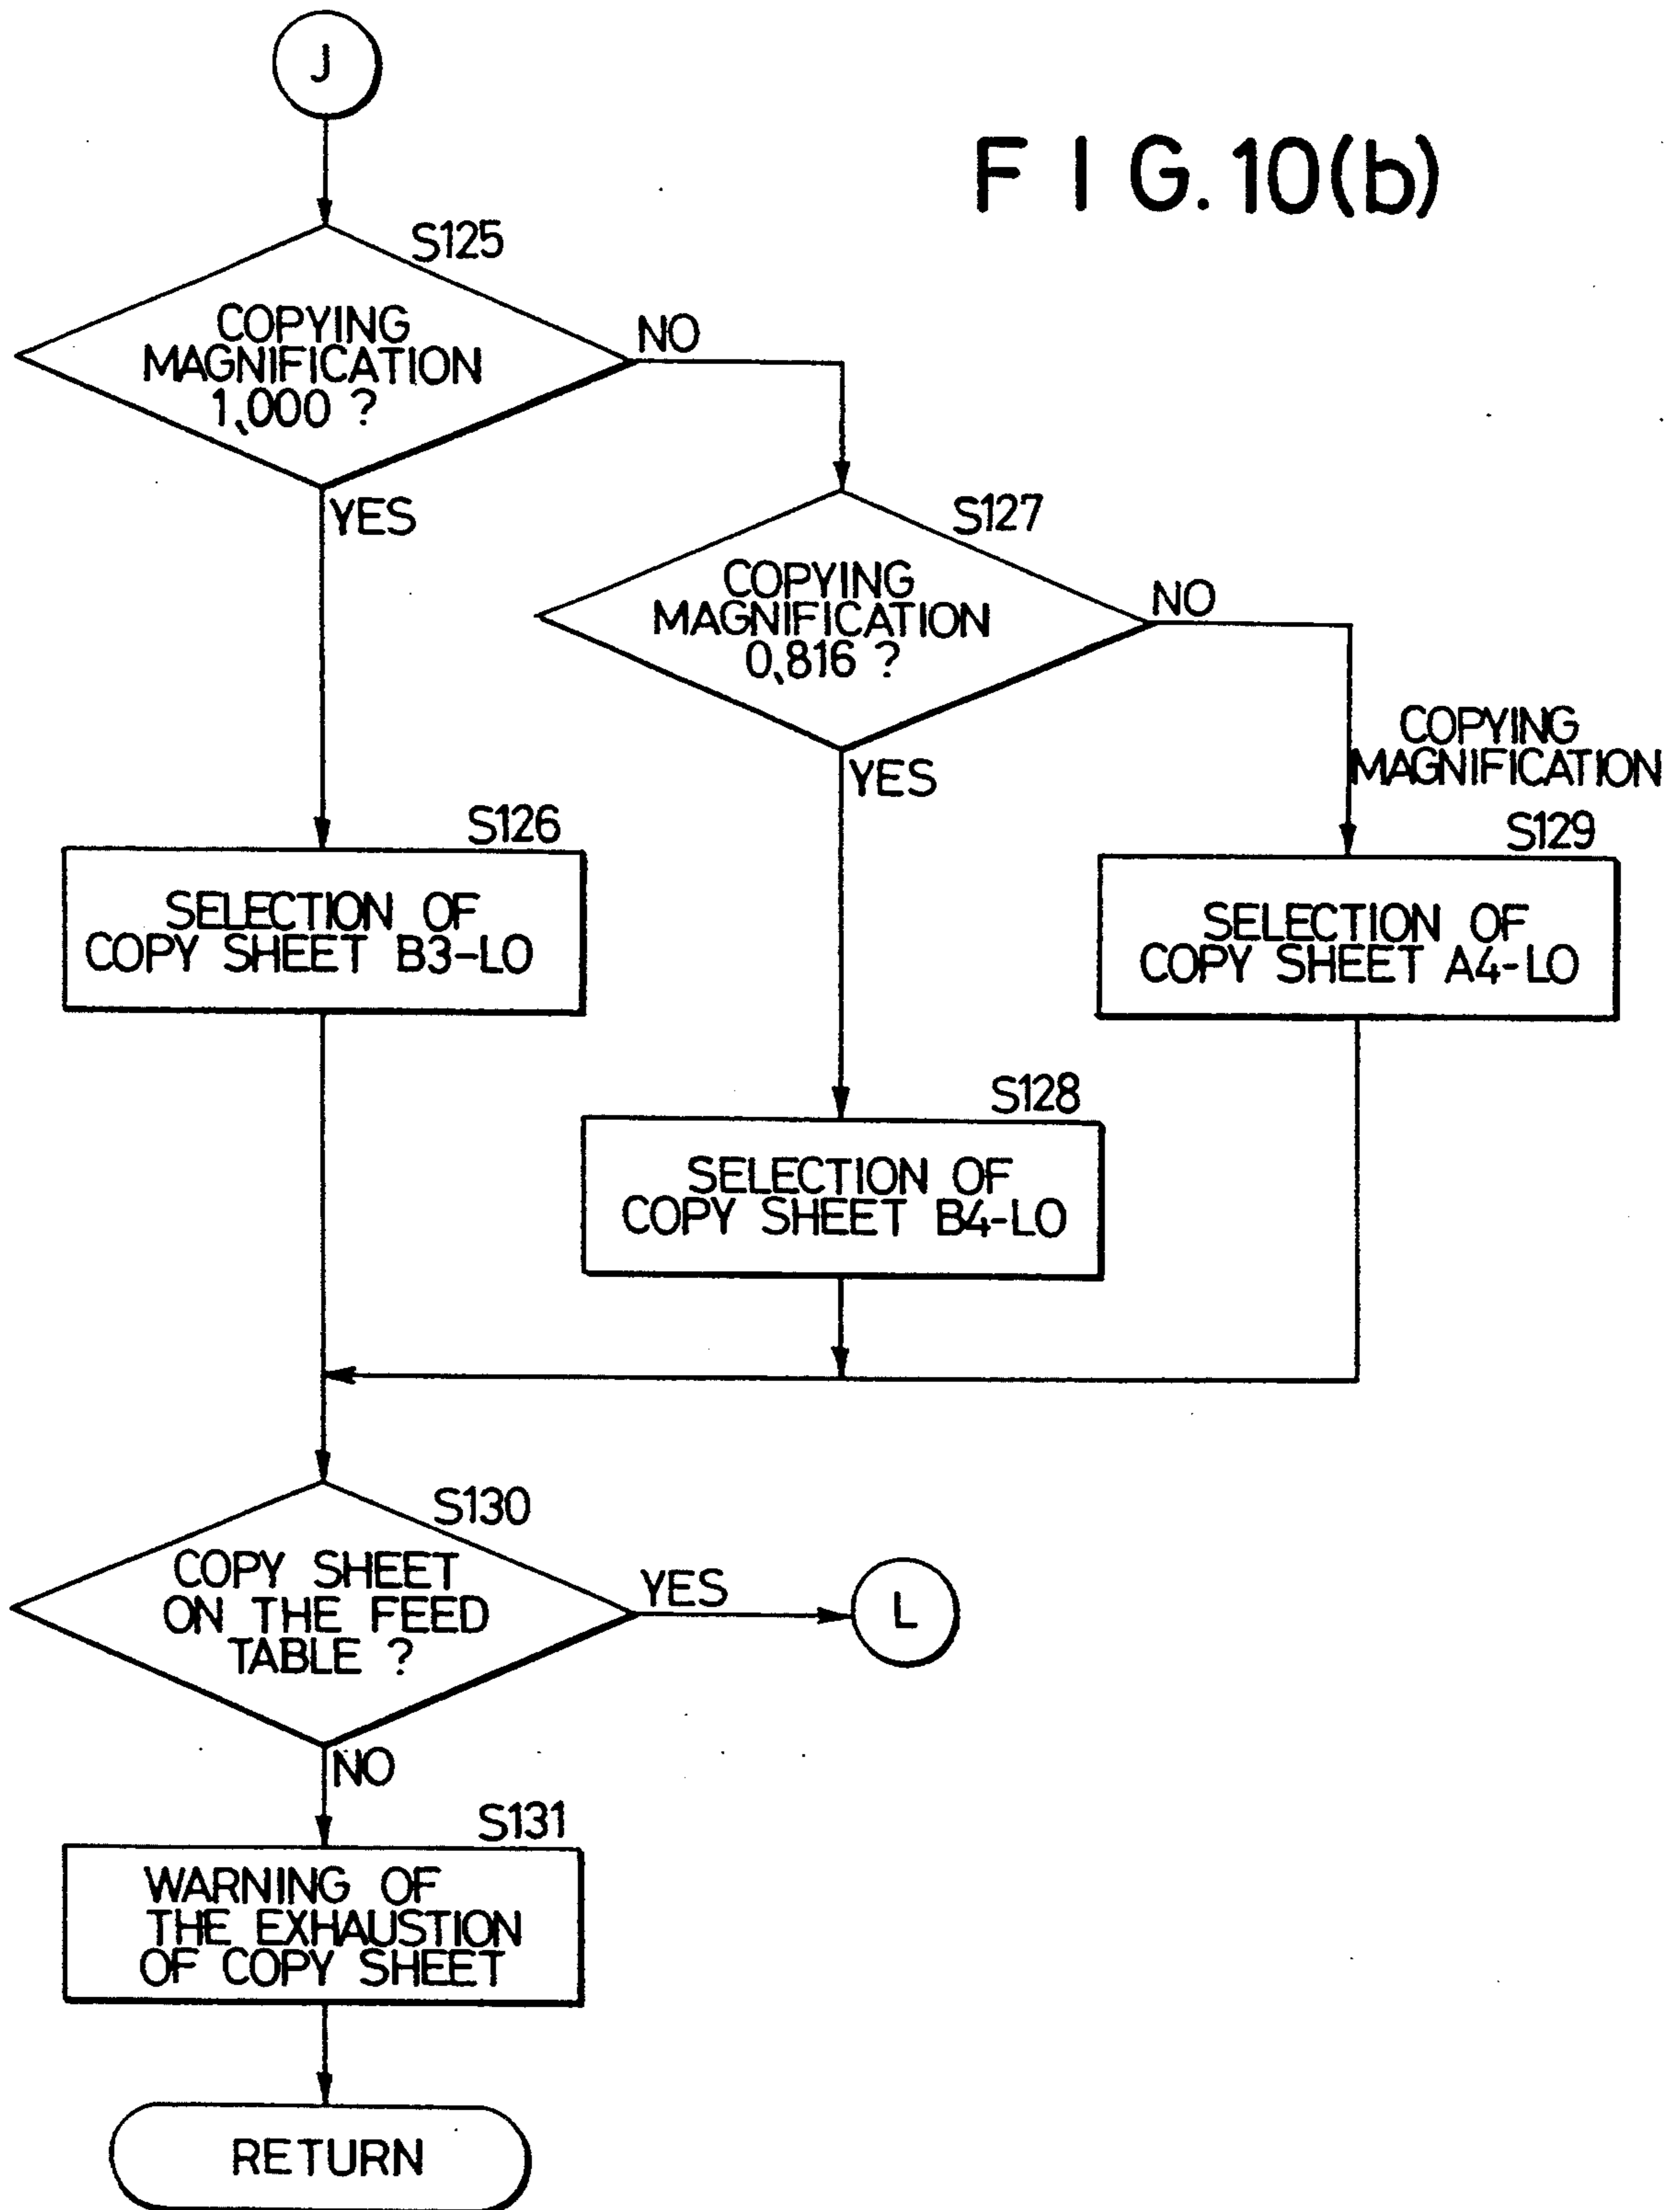 J
F I G. 10(b)
S125
COPYING
MAGNIFICATION
1.000 ?
NO
YES
S127
COPYING
MAGNIFICATION
0.816 ?
NO
YES
COPYING
MAGNIFICATION
S126
SELECTION OF
COPY SHEET B3-LO
S129
SELECTION OF
COPY SHEET A4-LO
S128
SELECTION OF
COPY SHEET B4-LO
S130
COPY SHEET
ON THE FEED
TABLE ?
YES
L
NO
S131
WARNING OF
THE EXHAUSTION
OF COPY SHEET
RETURN